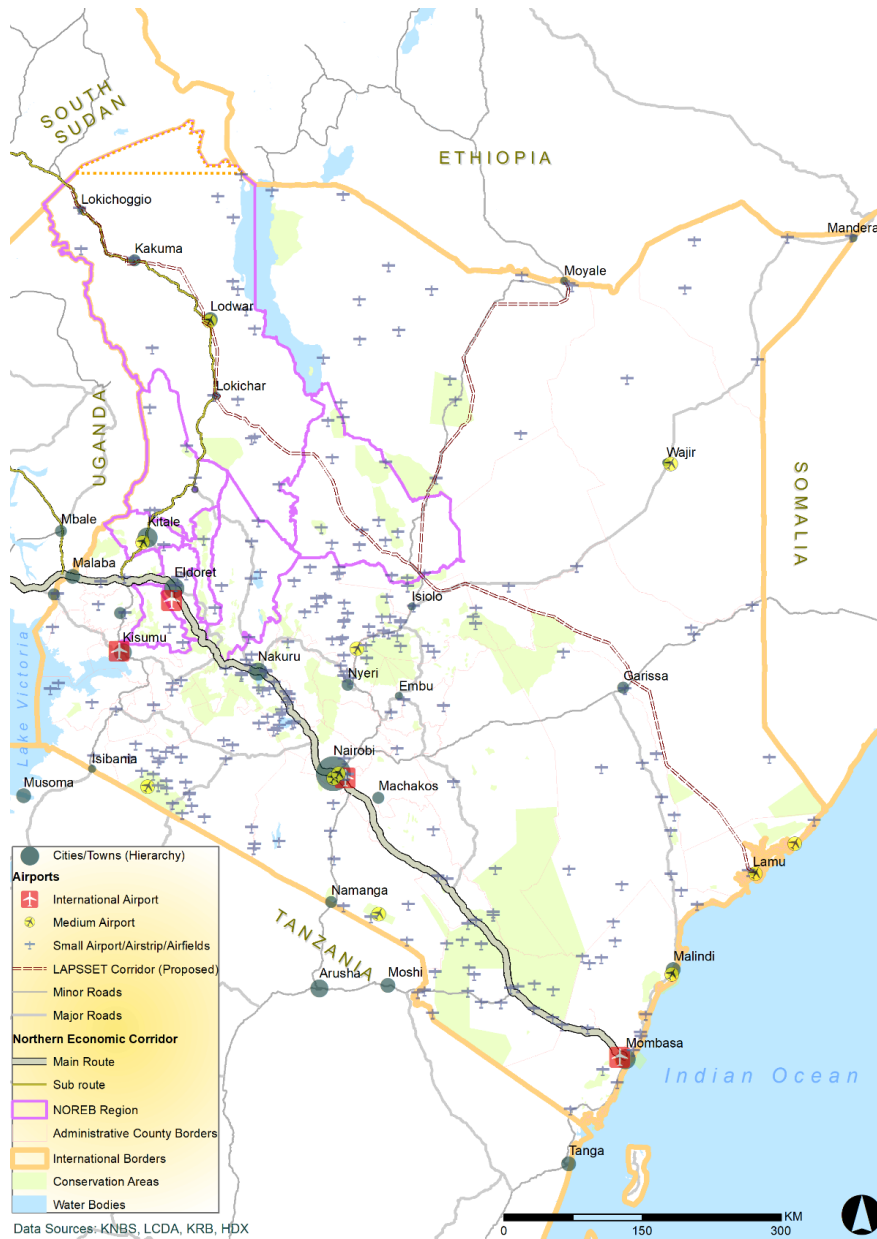 SOUTH
SUDAN
ETHIOPIA
Lokichoggio
Mandera
Kakuma
Moyale
Lodwar
Lokichar
UGANDA
Wajir
SOMALIA
Mbale
Kitale
Malaba
Eldoret
Isiolo
Kisumu
Nakuru
Nyeri
Embu
Garissa
Lake Victoria
Isibania
Nairobi
Musoma
Machakos
Lamu
Namanga
TANZANIA
Arusha
Moshi
Malindi
Mombasa
Indian Ocean
Tanga
Cities/Towns (Hierarchy)
Airports
International Airport
Medium Airport
Small Airport/Airstrip/Airfields
LAPSSET Corridor (Proposed)
Minor Roads
Major Roads
Northern Economic Corridor
Main Route
Sub route
NOREB Region
Administrative County Borders
International Borders
Conservation Areas
Water Bodies
Data Sources: KNBS, LCDA, KRB, HDX
KM
0 150 300